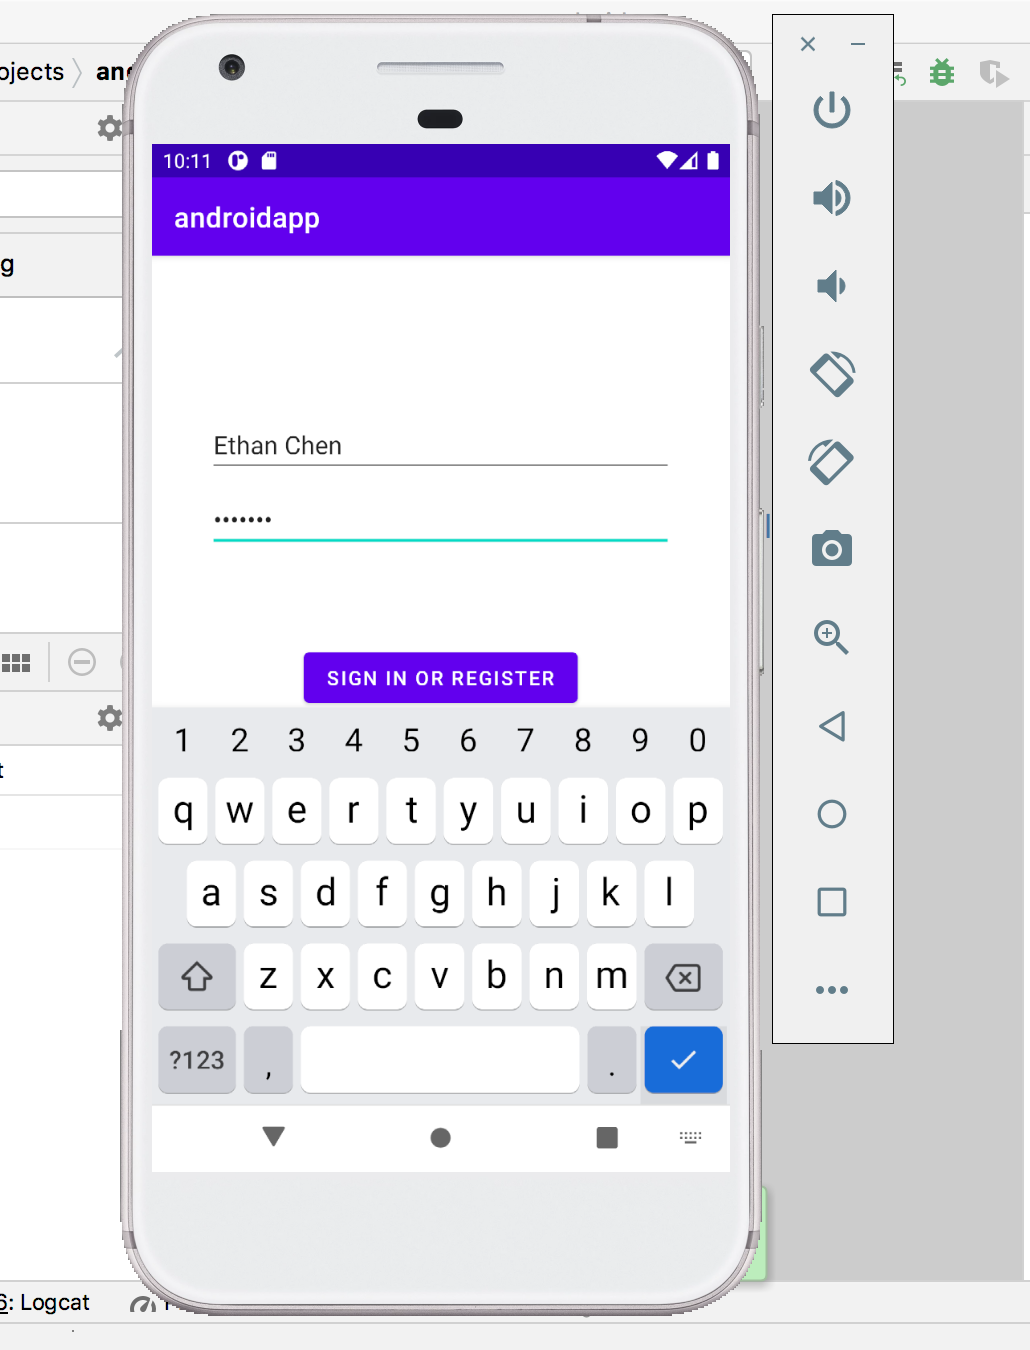 ojects
10:11
androidapp
g
Ethan Chen
•••••••
SIGN IN OR REGISTER
1 2 3 4 5 6 7 8 9 0
q w e r t y u i o p
a s d f g h j k l
z x c v b n m
?123 , .
t
6: Logcat